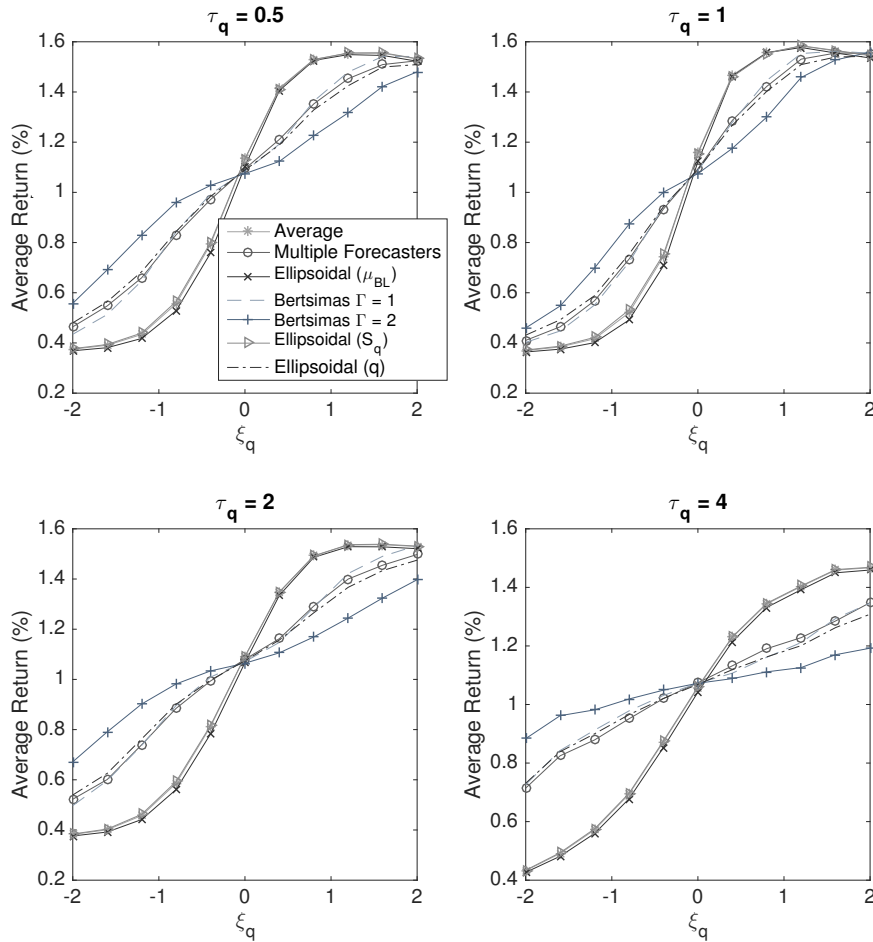 τq = 0.5
1.6
1.4
1.2
1
0.8
0.6
0.4
0.2
Average Return (%)
-2 -1 0 1 2
ξq
Average
Multiple Forecasters
Ellipsoidal (μBL)
Bertsimas Γ = 1
Bertsimas Γ = 2
Ellipsoidal (Sq)
Ellipsoidal (q)
τq = 1
1.6
1.4
1.2
1
0.8
0.6
0.4
0.2
Average Return (%)
-2 -1 0 1 2
ξq
τq = 2
1.6
1.4
1.2
1
0.8
0.6
0.4
0.2
Average Return (%)
-2 -1 0 1 2
ξq
τq = 4
1.6
1.4
1.2
1
0.8
0.6
0.4
0.2
Average Return (%)
-2 -1 0 1 2
ξq